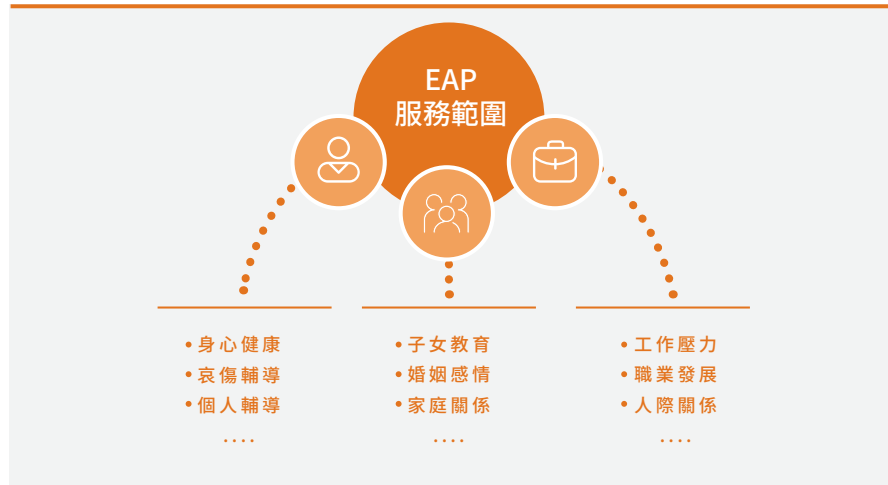 EAP
服務範圍
•身心健康
•哀傷輔導
•個人輔導
....
•子女教育
•婚姻感情
•家庭關係
....
•工作壓力
•職業發展
•人際關係
....